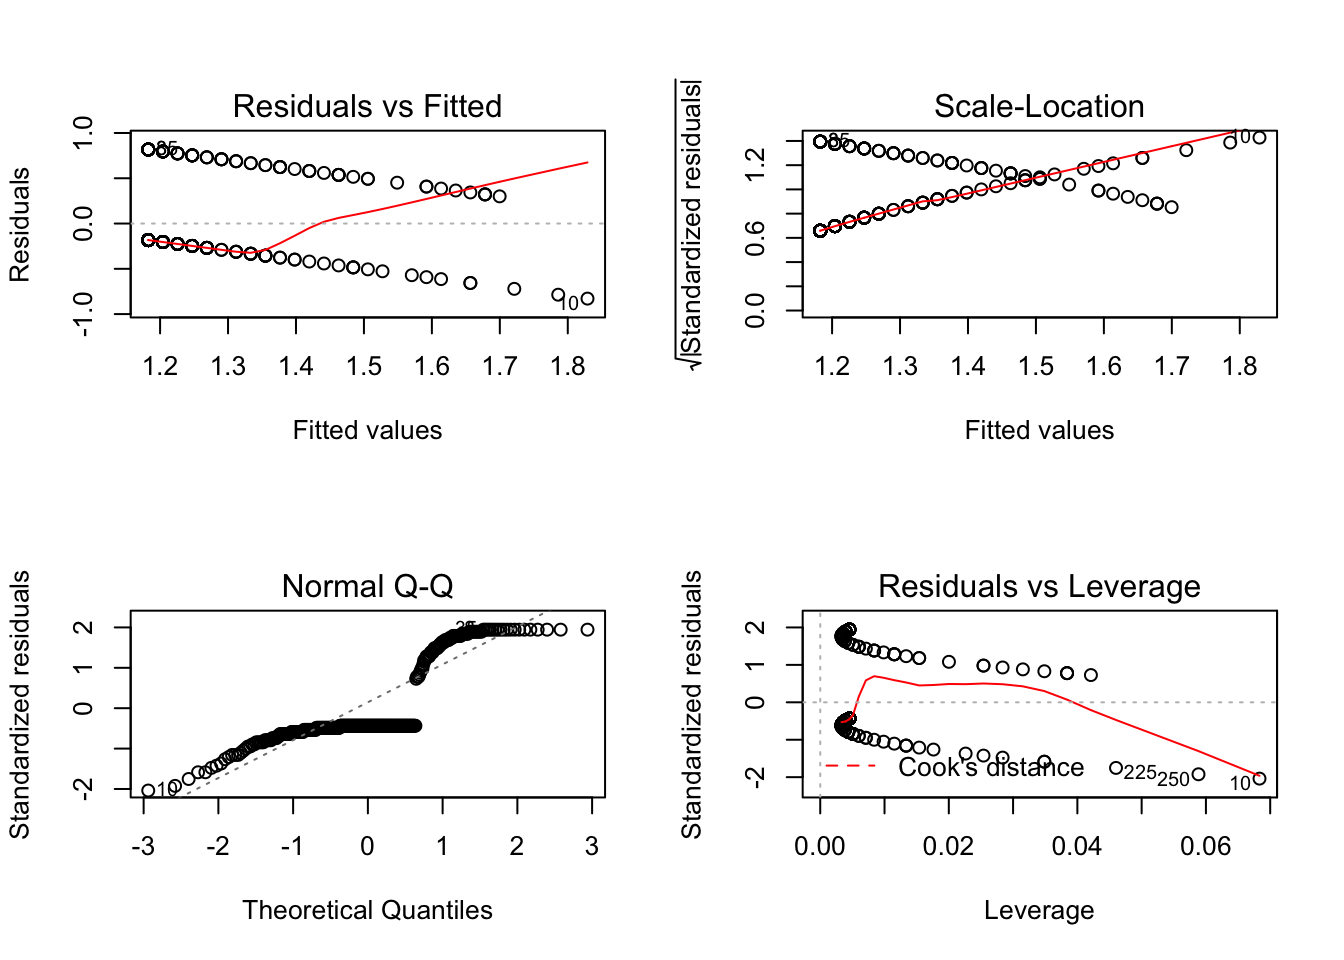 Residuals vs Fitted
Residuals
1.0
0.0
-1.0
10
1.2 1.3 1.4 1.5 1.6 1.7 1.8
Fitted values
Scale-Location
√|Standardized residuals|
1.2
0.6
0.0
10
1.2 1.3 1.4 1.5 1.6 1.7 1.8
Fitted values
Normal Q-Q
Standardized residuals
2
1
0
-2
10
-3 -2 -1 0 1 2 3
Theoretical Quantiles
Residuals vs Leverage
Standardized residuals
2
1
0
-2
Cook's distance
225
250
10
0.00 0.02 0.04 0.06
Leverage